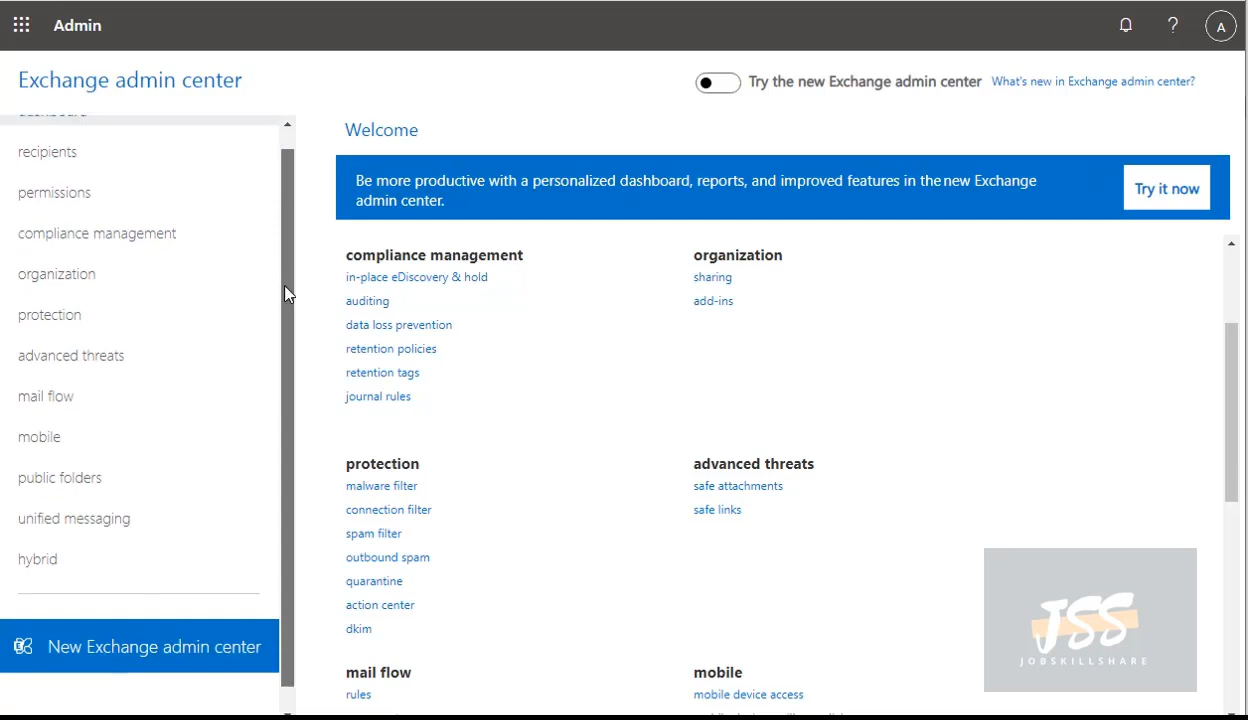 Admin
?
A
Exchange admin center
Try the new Exchange admin center
What's new in Exchange admin center?
dashboard
recipients
permissions
compliance management
organization
protection
advanced threats
mail flow
mobile
public folders
unified messaging
hybrid
New Exchange admin center
Welcome
Be more productive with a personalized dashboard, reports, and improved features in the new Exchange
admin center.
Try it now
compliance management
in-place eDiscovery & hold
auditing
data loss prevention
retention policies
retention tags
journal rules
organization
sharing
add-ins
protection
malware filter
connection filter
spam filter
outbound spam
quarantine
action center
dkim
advanced threats
safe attachments
safe links
mail flow
rules
mobile
mobile device access
JSS
JOBSKILLSHARE